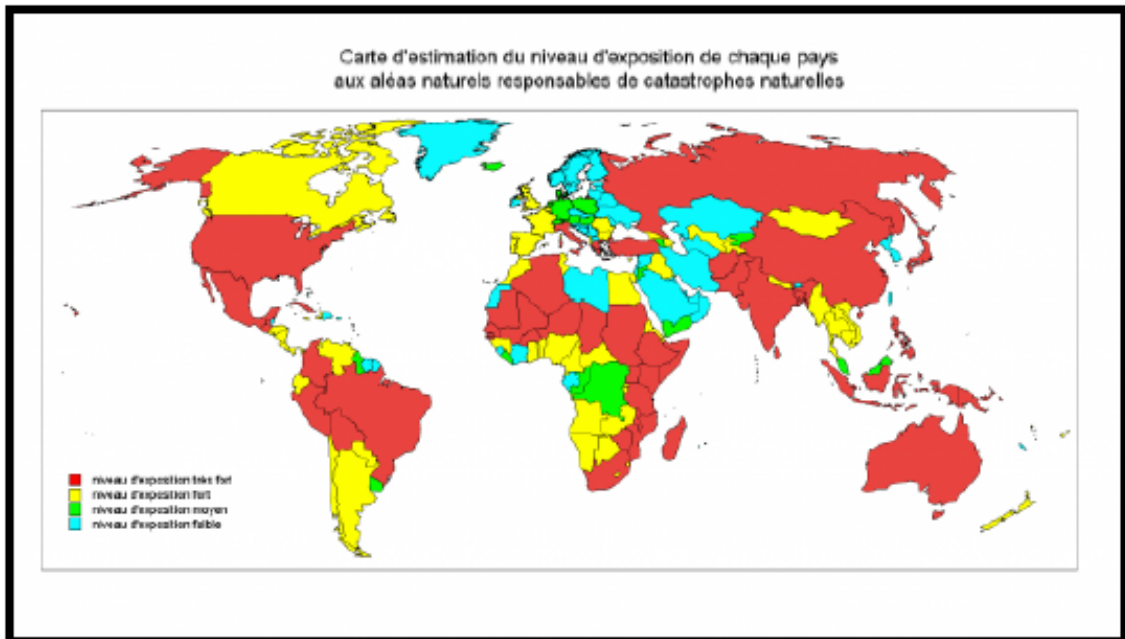 Carte d'estimation du niveau d'exposition de chaque pays
aux aléas naturels responsables de catastrophes naturelles
niveau d'exposition très fort
niveau d'exposition fort
niveau d'exposition moyen
niveau d'exposition faible